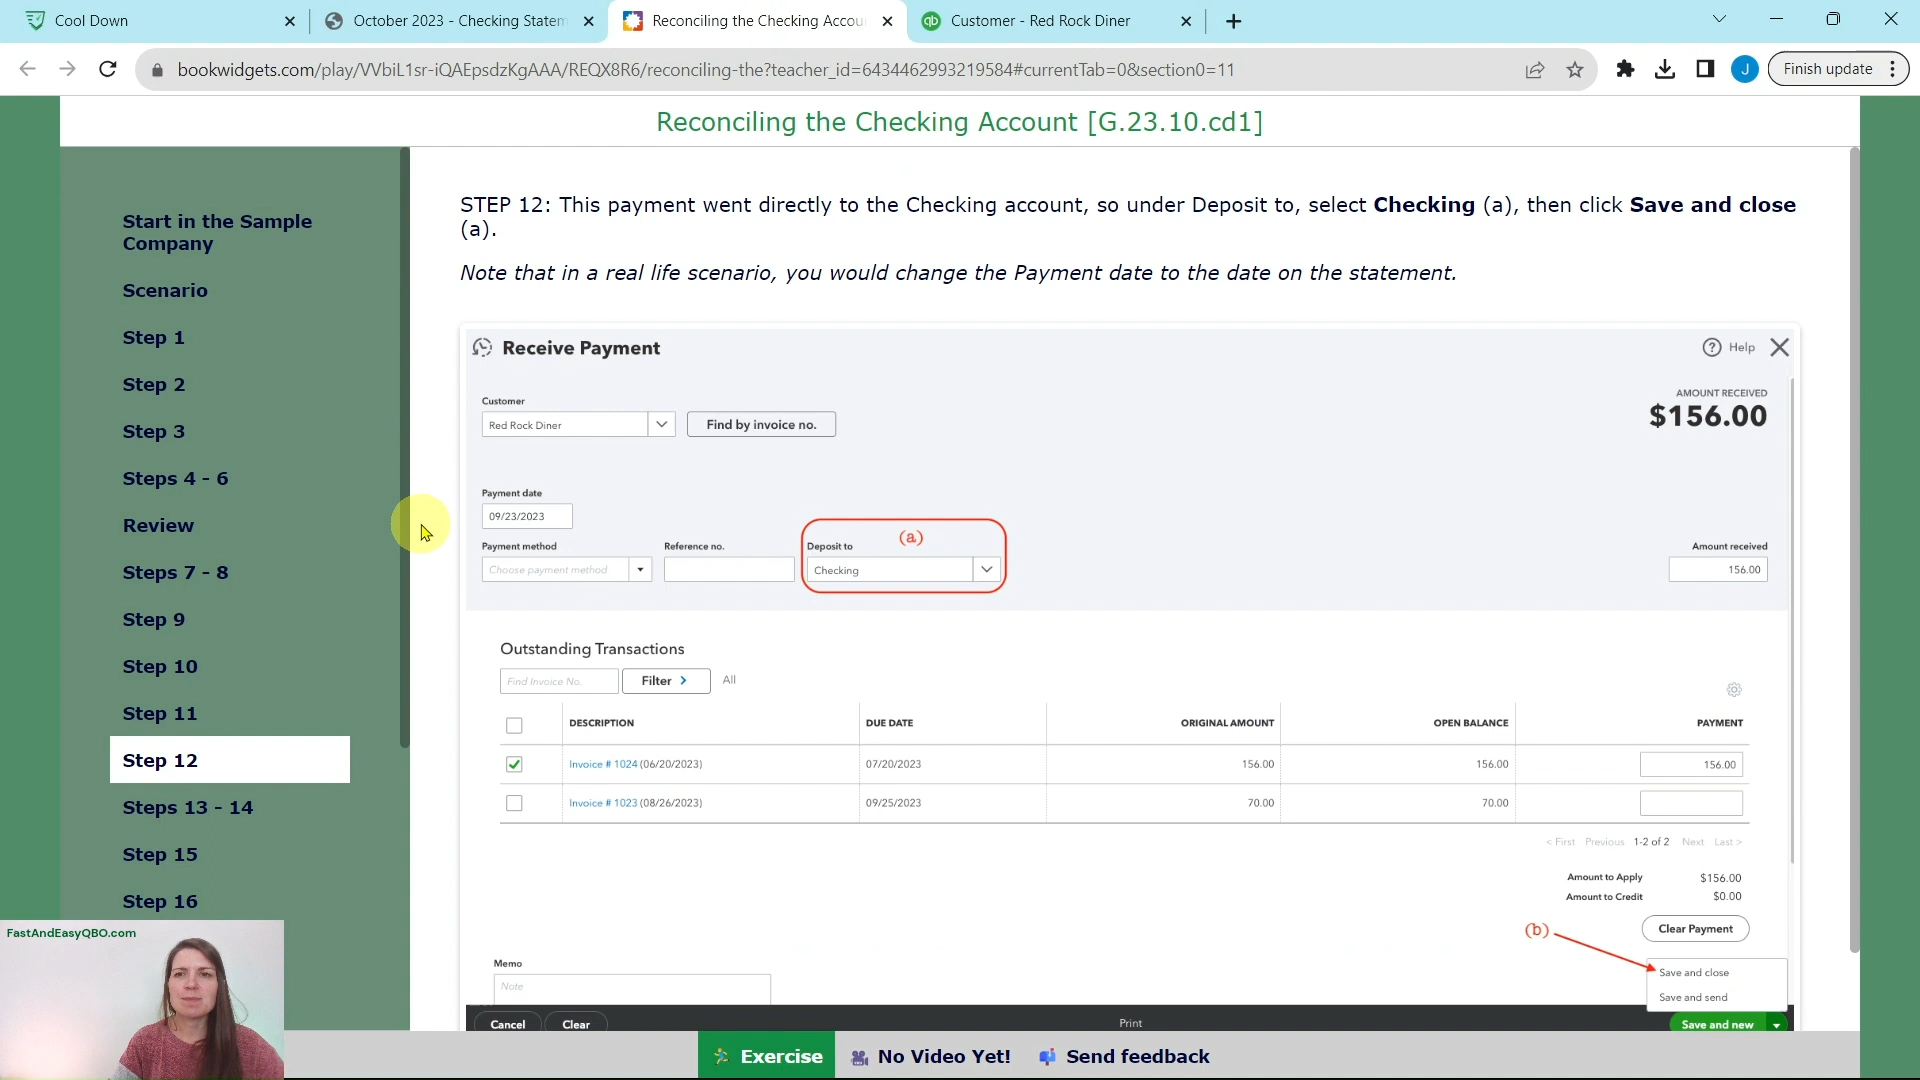 Cool Down
October 2023 - Checking Statem
Reconciling the Checking Accou
Customer - Red Rock Diner
bookwidgets.com/play/VVbiL1sr-iQAEpsdzKgAAA/REQX8R6/reconciling-the?teacher_id=6434462993219584#currentTab=0&section0=11
J
Finish update
Reconciling the Checking Account [G.23.10.cd1]
Start in the Sample
Company
Scenario
Step 1
Step 2
Step 3
Steps 4 - 6
Review
Steps 7 - 8
Step 9
Step 10
Step 11
Step 12
Steps 13 - 14
Step 15
Step 16
STEP 12: This payment went directly to the Checking account, so under Deposit to, select Checking (a), then click Save and close
(a).
Note that in a real life scenario, you would change the Payment date to the date on the statement.
Receive Payment
Help
Customer
Red Rock Diner
Find by invoice no.
AMOUNT RECEIVED
$156.00
Payment date
09/23/2023
Payment method
Choose payment method
Reference no.
Deposit to
(a)
Checking
Amount received
156.00
Outstanding Transactions
Find Invoice No.
Filter >
All
DESCRIPTION DUE DATE ORIGINAL AMOUNT OPEN BALANCE PAYMENT
Invoice # 1024 (06/20/2023) 07/20/2023 156.00 156.00 156.00
Invoice # 1023 (08/26/2023) 09/25/2023 70.00 70.00
< First Previous 1-2 of 2 Next Last >
Amount to Apply $156.00
Amount to Credit $0.00
Clear Payment
(b)
Save and close
Save and send
Memo
Note
Cancel
Clear
Print
Save and new
FastAndEasyQBO.com
Exercise
No Video Yet!
Send feedback